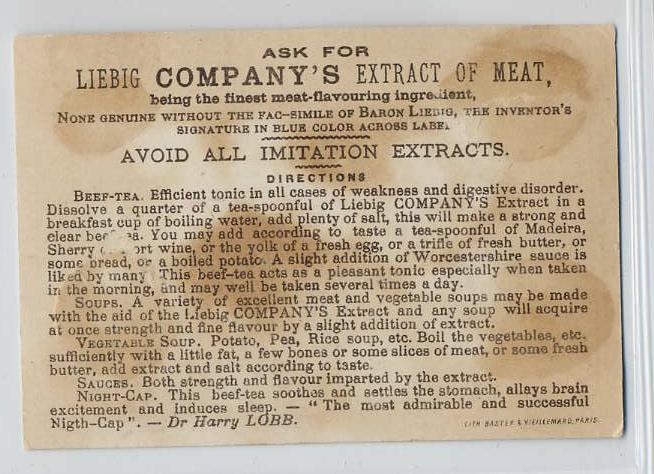 ASK FOR
LIEBIG COMPANY'S EXTRACT OF MEAT,
being the finest meat-flavouring ingredient,
NONE GENUINE WITHOUT THE FAC-SIMILE OF BARON LIEBIG, THE INVENTOR'S
SIGNATURE IN BLUE COLOR ACROSS LABEL
AVOID ALL IMITATION EXTRACTS.
DIRECTIONS
BEEF-TEA. Efficient tonic in all cases of weakness and digestive disorder.
Dissolve a quarter of a tea-spoonful of Liebig COMPANY'S Extract in a
breakfast cup of boiling water, add plenty of salt, this will make a strong and
clear You may add according to taste a tea-spoonful of Madeira,
Sherry wine, or the yolk of a fresh egg, or a trifle of fresh butter, or
some bread, or a boiled potato. A slight addition of Worcestershire sauce is
liked by many. This beef-tea acts as a pleasant tonic especially when taken
in the morning, and may well be taken several times a day.
SOUPS. A variety of excellent meat and vegetable soups may be made
with the aid of the Liebig COMPANY'S Extract and any soup will acquire
at once strength and fine flavour by a slight addition of extract.
VEGETABLE SOUP. Potato, Pea, Rice soup, etc. Boil the vegetables, etc.
sufficiently with a little fat, a few bones or some slices of meat, or some fresh
butter, add extract and salt according to taste.
SAUCES. Both strength and flavour imparted by the extract.
NIGHT-CAP. This beef-tea soothes and settles the stomach, allays brain
excitement and induces sleep. — "The most admirable and successful
Nigth-Cap". — Dr Harry LOBB.
LITH BASTER & VIEILLEMARD, PARIS.